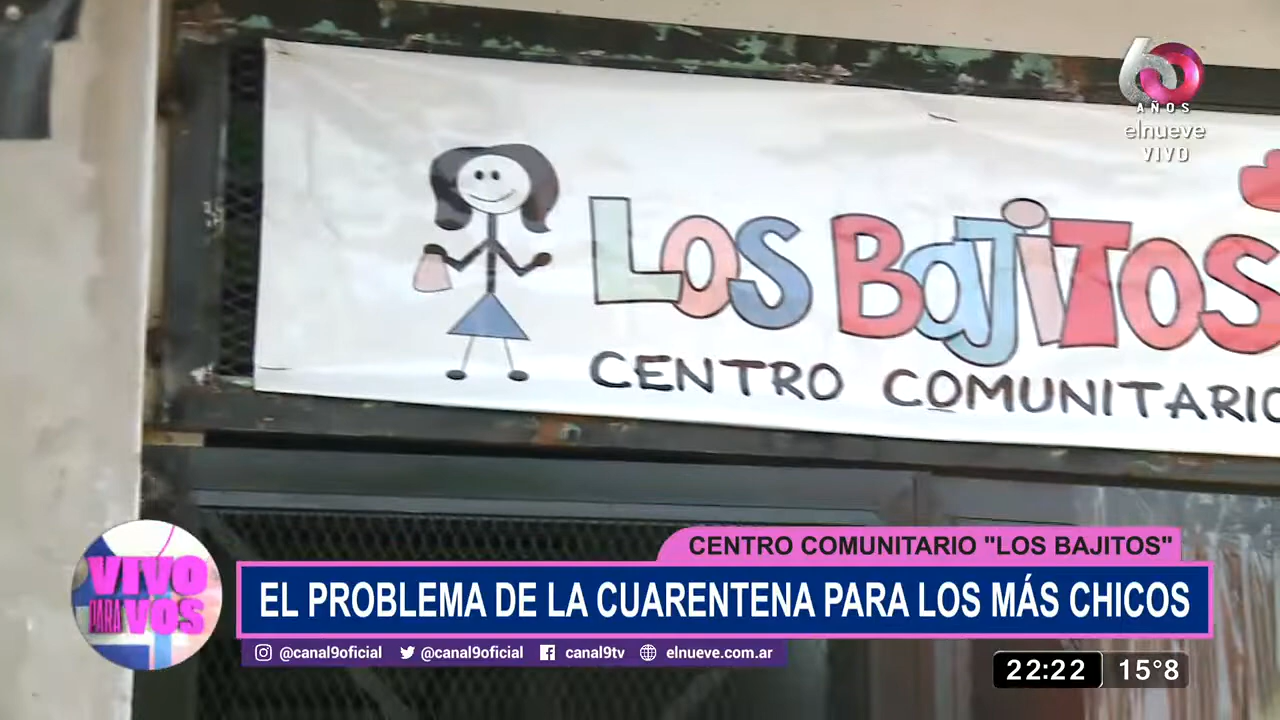 60
AÑOS
elnueve
VIVO
LOS BAJITOS
CENTRO COMUNITARIO
CENTRO COMUNITARIO "LOS BAJITOS"
VIVO
PARA
VOS
EL PROBLEMA DE LA CUARENTENA PARA LOS MÁS CHICOS
@canal9oficial @canal9oficial canal9tv elnueve.com.ar
22:22 15°8